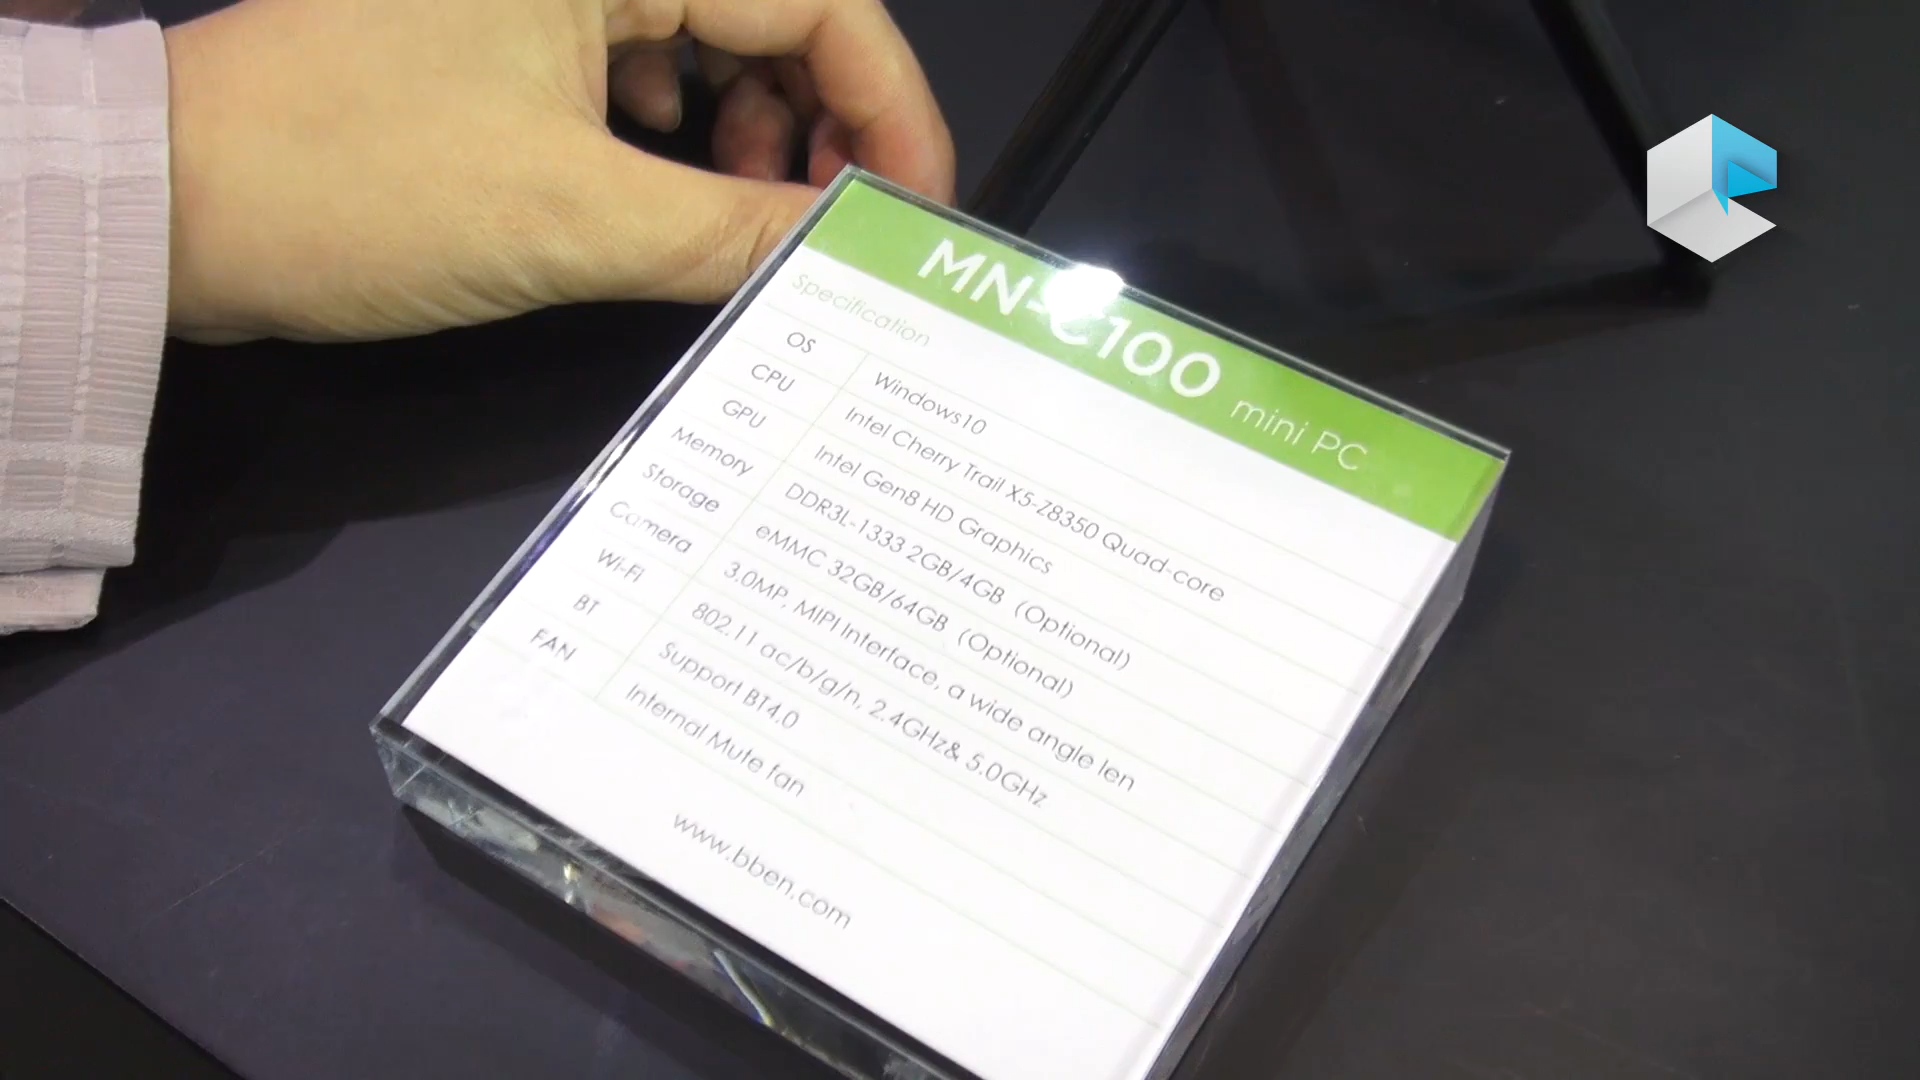 MN-C100 mini PC
Specification
OS Windows10
CPU Intel Cherry Trail X5-Z8350 Quad-core
GPU Intel Gen8 HD Graphics
Memory DDR3L-1333 2GB/4GB (Optional)
Storage eMMC 32GB/64GB (Optional)
Camera 3.0MP, MIPI Interface, a wide angle len
Wi-Fi 802.11 ac/b/g/n, 2.4GHz& 5.0GHz
BT Support BT4.0
FAN Internal Mute fan
www.bben.com